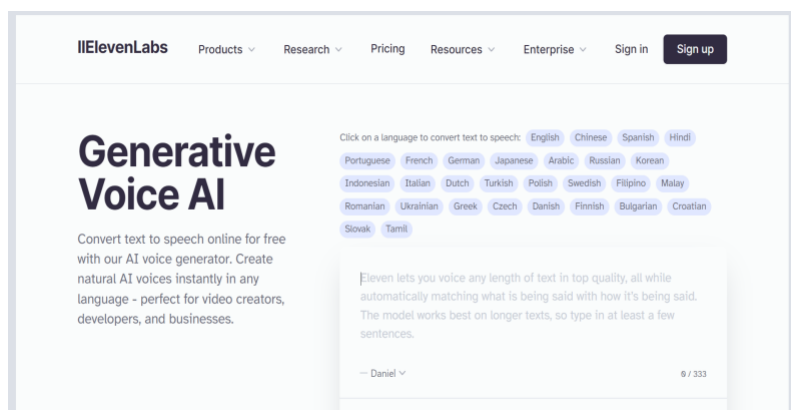 IIElevenLabs Products Research Pricing Resources Enterprise Sign in Sign up
Generative
Voice AI
Convert text to speech online for free
with our AI voice generator. Create
natural AI voices instantly in any
language - perfect for video creators,
developers, and businesses.
Click on a language to convert text to speech: English Chinese Spanish Hindi
Portuguese French German Japanese Arabic Russian Korean
Indonesian Italian Dutch Turkish Polish Swedish Filipino Malay
Romanian Ukrainian Greek Czech Danish Finnish Bulgarian Croatian
Slovak Tamil
Eleven lets you voice any length of text in top quality, all while
automatically matching what is being said with how it's being said.
The model works best on longer texts, so type in at least a few
sentences.
— Daniel 0 / 333